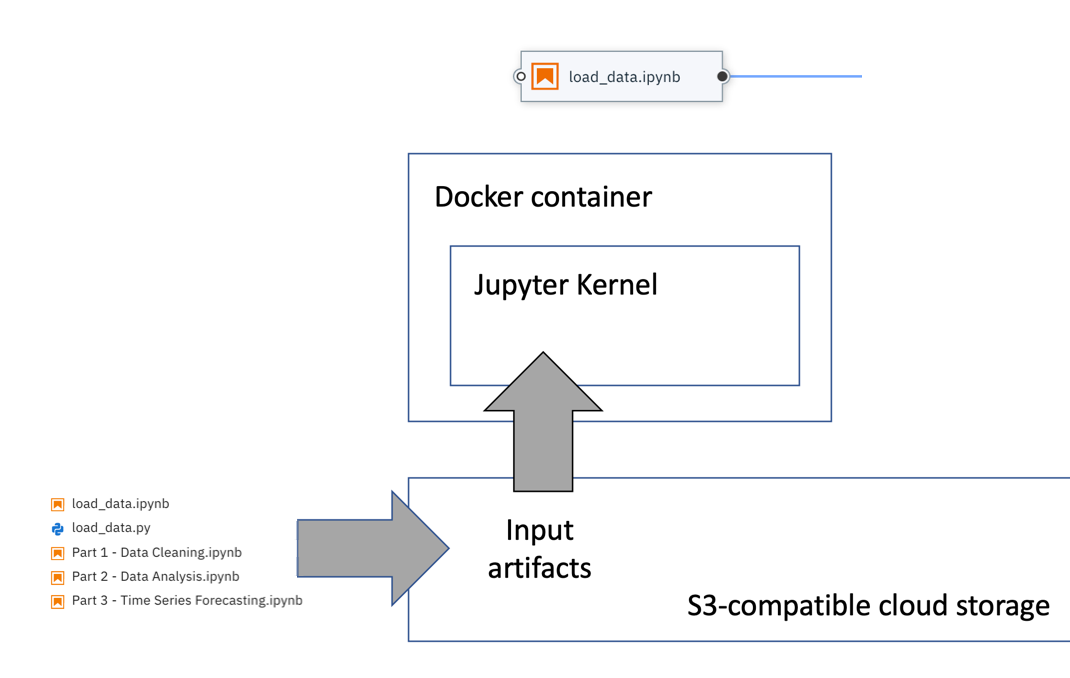 load_data.ipynb
Docker container
Jupyter Kernel
load_data.ipynb
load_data.py
Part 1 - Data Cleaning.ipynb
Part 2 - Data Analysis.ipynb
Part 3 - Time Series Forecasting.ipynb
Input
artifacts
S3-compatible cloud storage